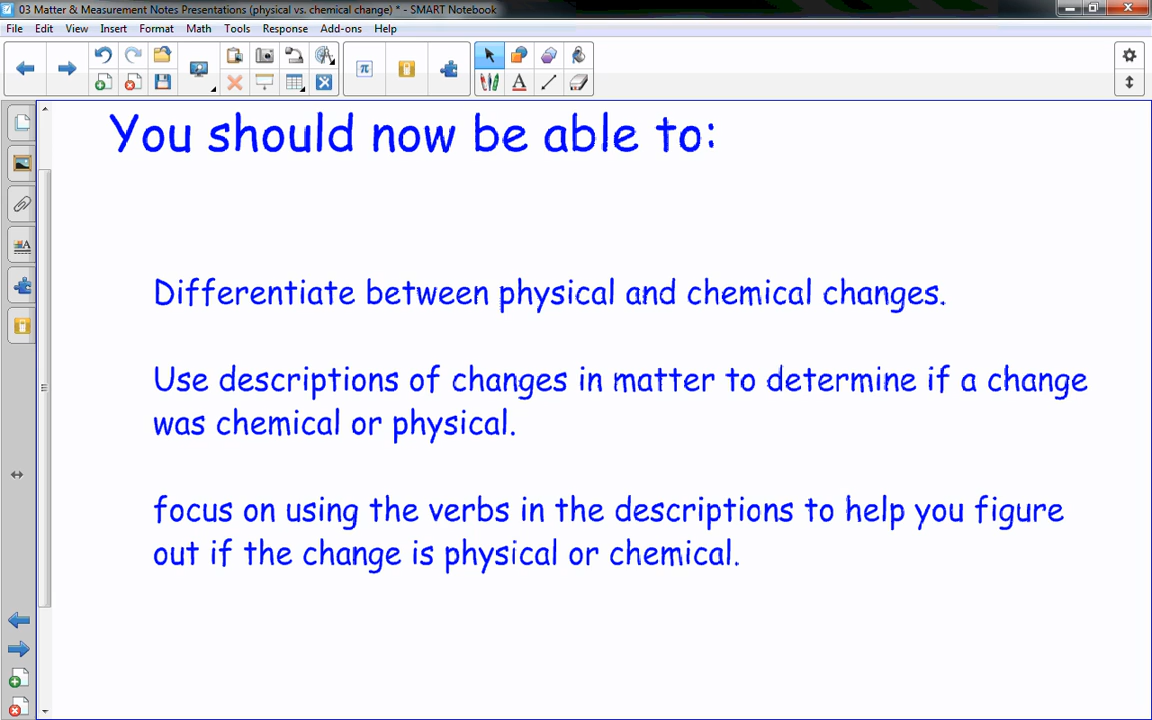 03 Matter & Measurement Notes Presentations (physical vs. chemical change) * - SMART Notebook
File Edit View Insert Format Math Tools Response Add-ons Help
You should now be able to:
Differentiate between physical and chemical changes.
Use descriptions of changes in matter to determine if a change
was chemical or physical.
focus on using the verbs in the descriptions to help you figure
out if the change is physical or chemical.